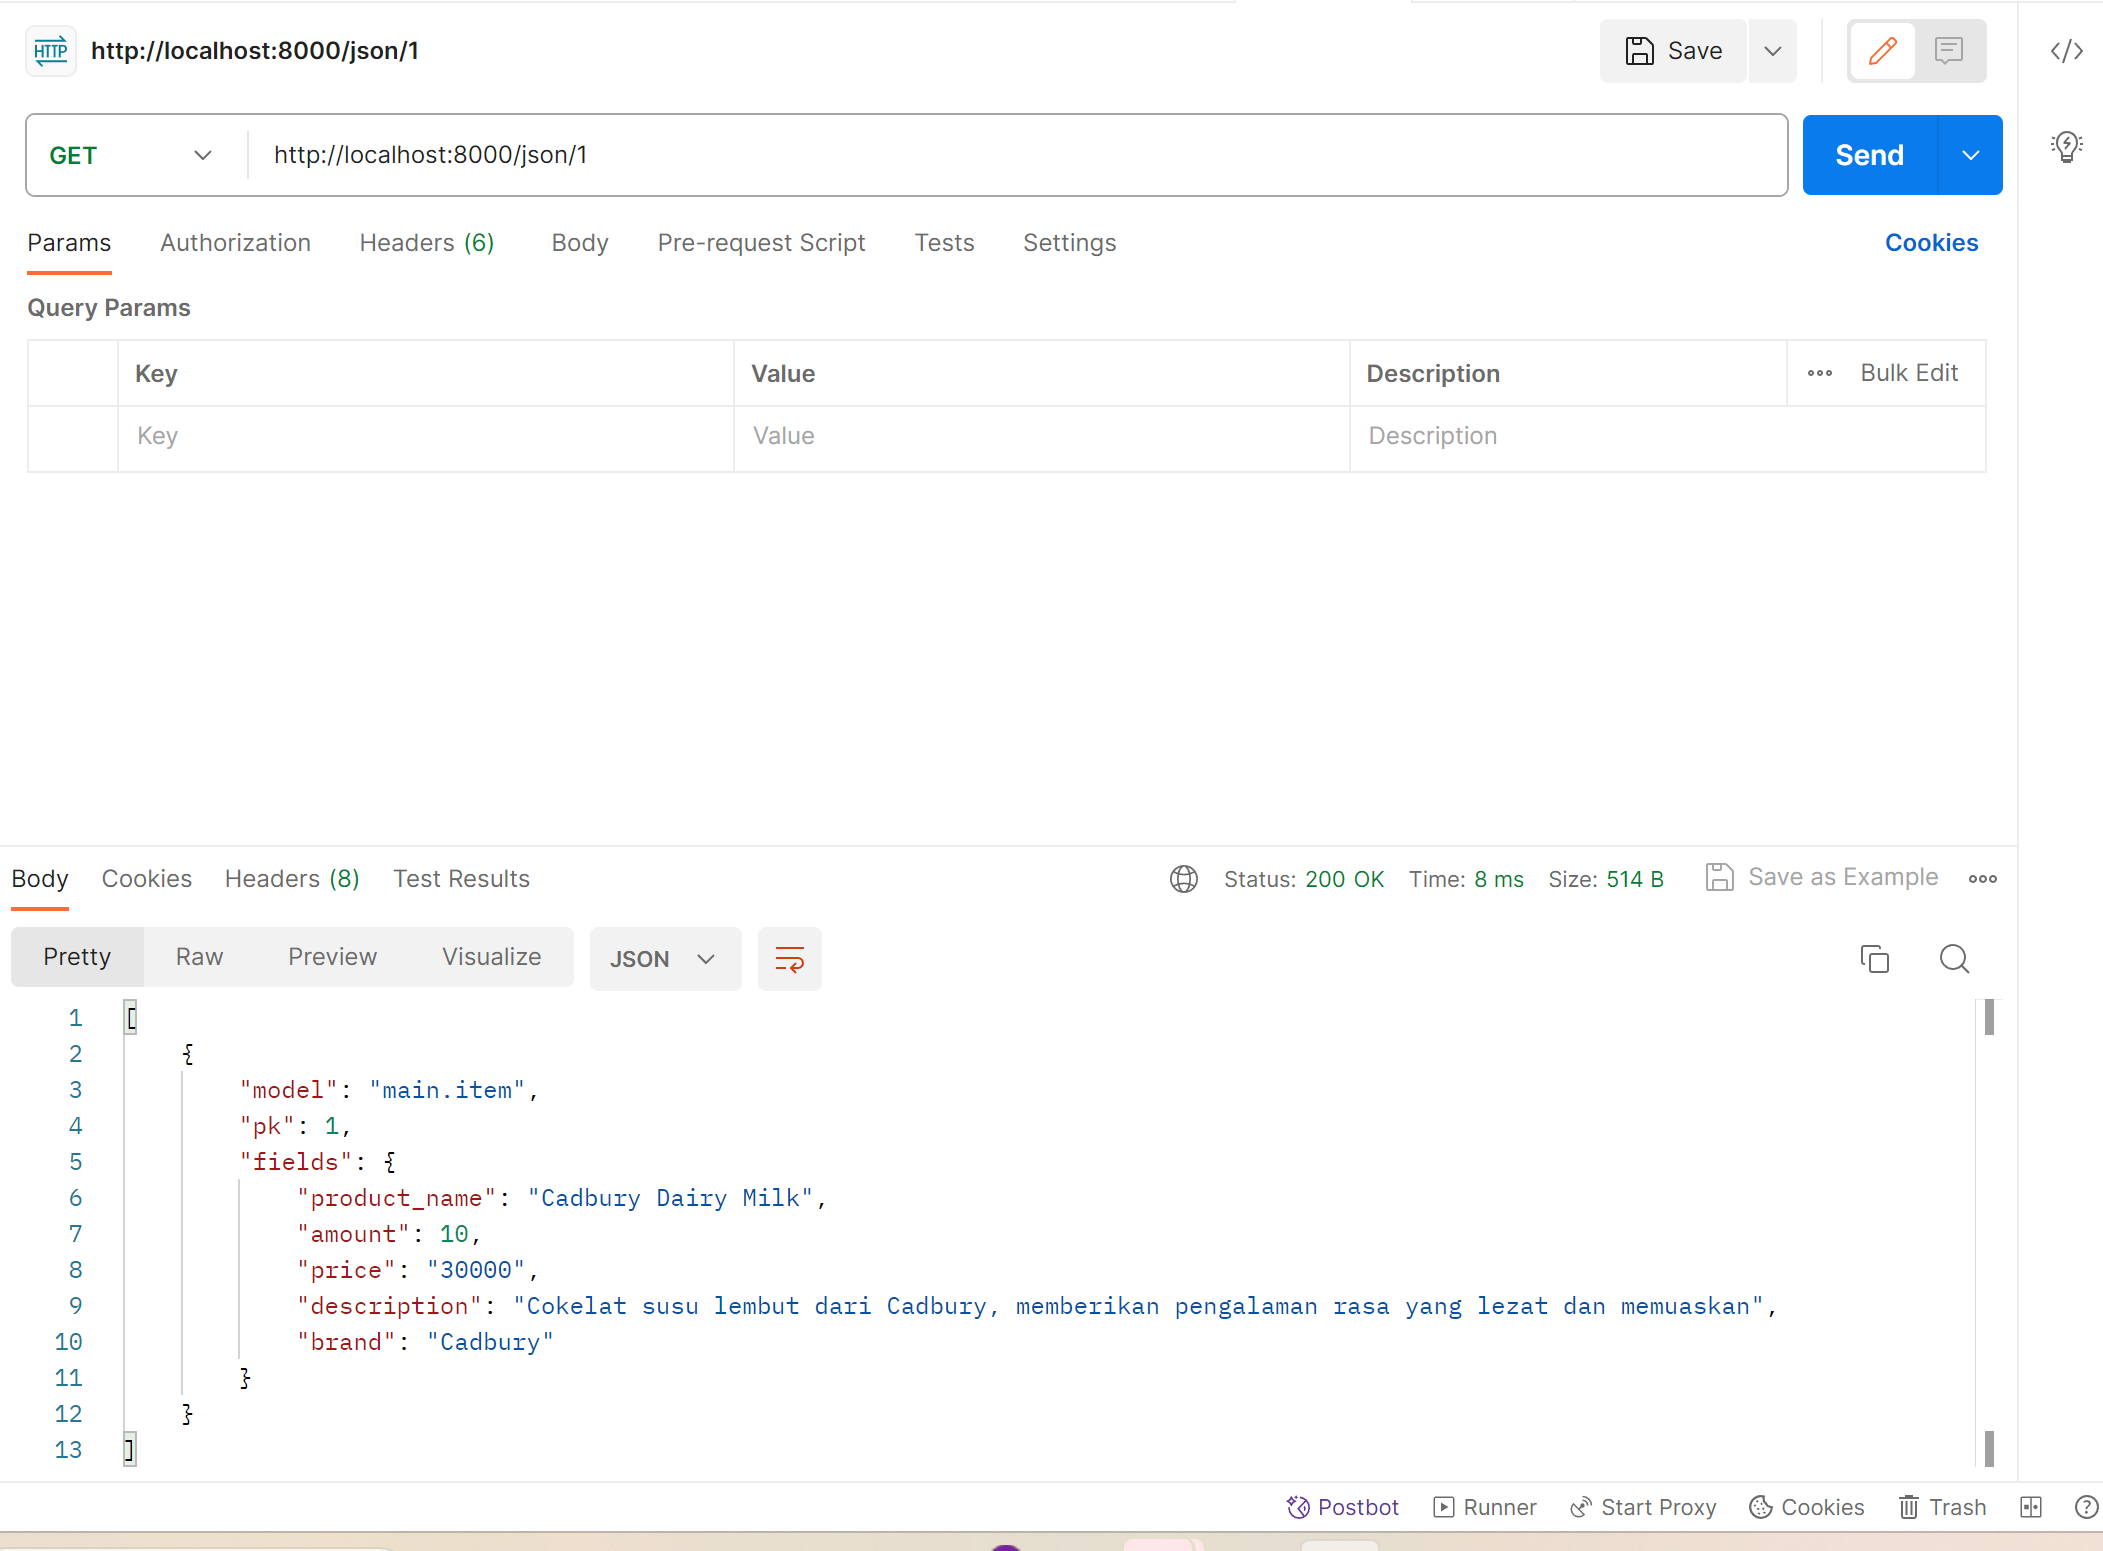 HTTP http://localhost:8000/json/1 Save
GET http://localhost:8000/json/1 Send
Params Authorization Headers (6) Body Pre-request Script Tests Settings Cookies
Query Params
Key Value Description Bulk Edit
Key Value Description
Body Cookies Headers (8) Test Results Status: 200 OK Time: 8 ms Size: 514 B Save as Example
Pretty Raw Preview Visualize JSON
1 [
2 {
3 "model": "main.item",
4 "pk": 1,
5 "fields": {
6 "product_name": "Cadbury Dairy Milk",
7 "amount": 10,
8 "price": "30000",
9 "description": "Cokelat susu lembut dari Cadbury, memberikan pengalaman rasa yang lezat dan memuaskan",
10 "brand": "Cadbury"
11 }
12 }
13 ]
Postbot Runner Start Proxy Cookies Trash